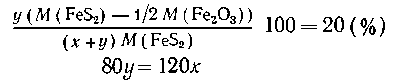 y(M(FeS₂)—1/2 M(Fe₂O₃)) / (x+y)M(FeS₂) 100=20(%)
80y=120x